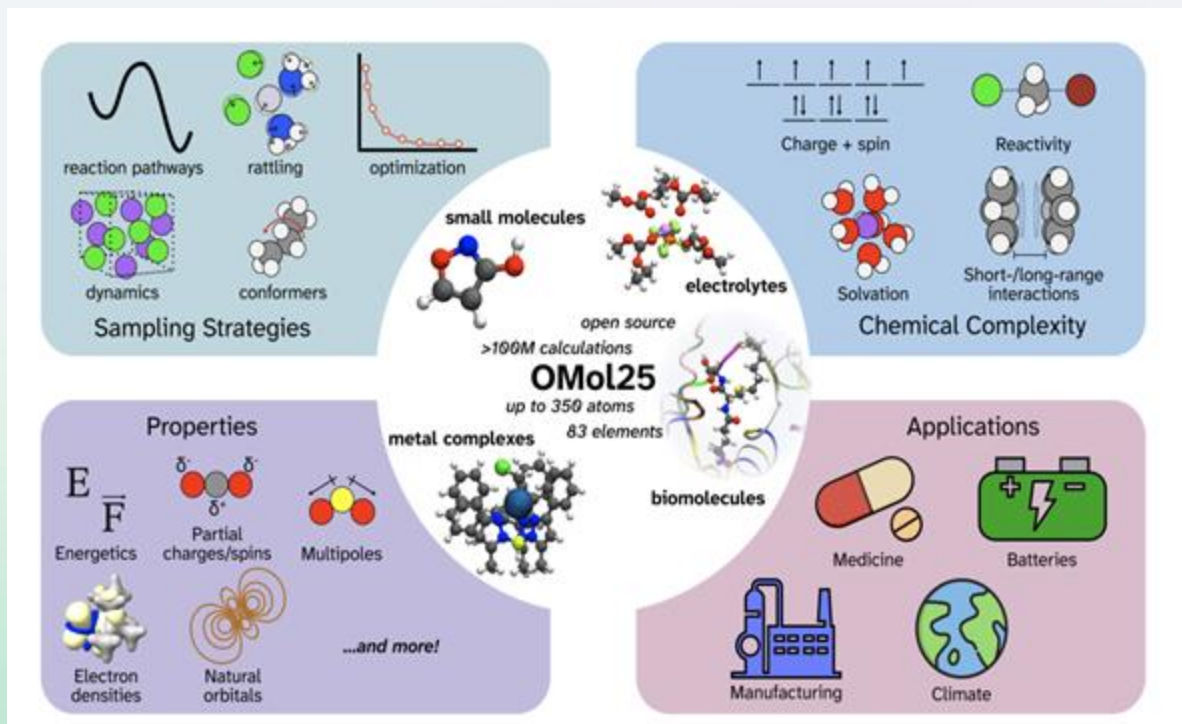 reaction pathways
rattling
optimization
dynamics
conformers
Sampling Strategies
Charge + spin
Reactivity
Solvation
Short-/long-range
interactions
Chemical Complexity
small molecules
electrolytes
open source
>100M calculations
OMol25
up to 350 atoms
83 elements
metal complexes
biomolecules
Properties
E
F
Energetics
δ- δ-
δ+
Partial
charges/spins
Multipoles
Electron
densities
Natural
orbitals
...and more!
Applications
Medicine
+ -
Batteries
Manufacturing
Climate